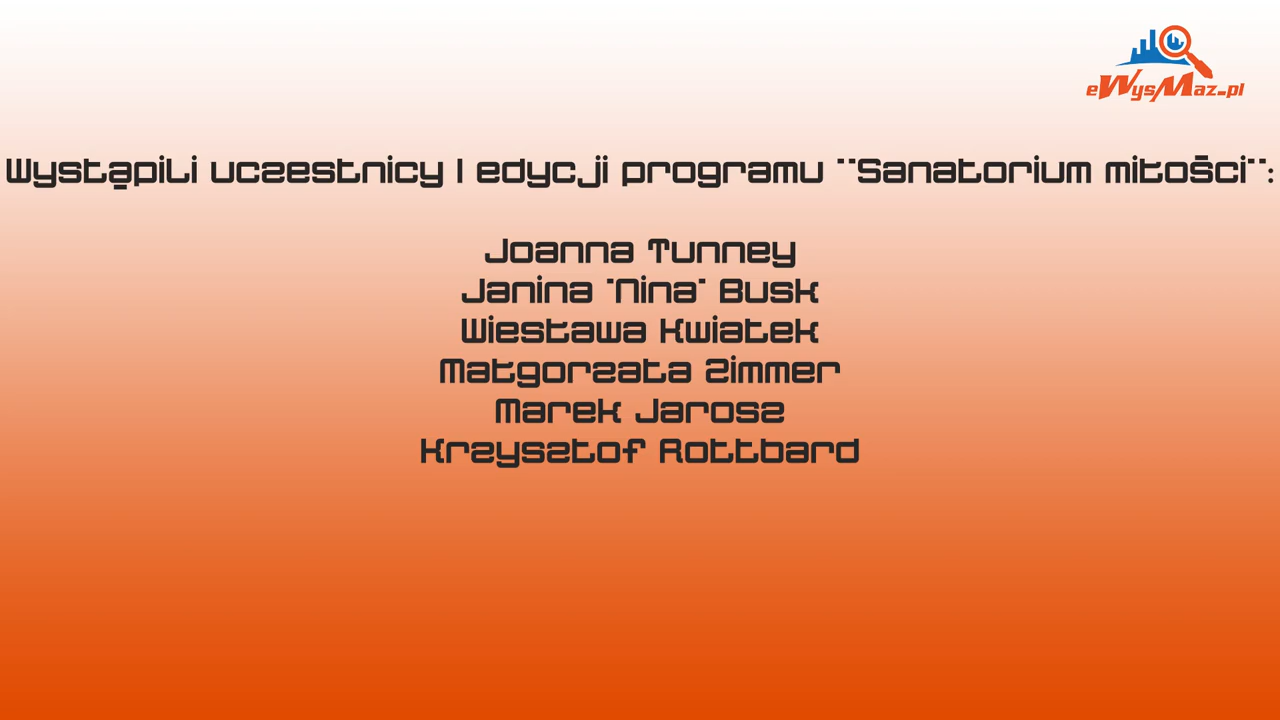 eWysMaz.pl
Wystąpili uczestnicy I edycji programu ''Sanatorium miłości'':
Joanna Tunney
Janina "Nina" Busk
Wiesława Kwiatek
Małgorzata Zimmer
Marek Jarosz
Krzysztof Rottbard